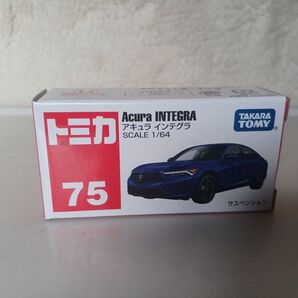 トミカ
75
Acura INTEGRA
アキュラ インテグラ
SCALE 1/64
TAKARA
TOMY
サスペンション